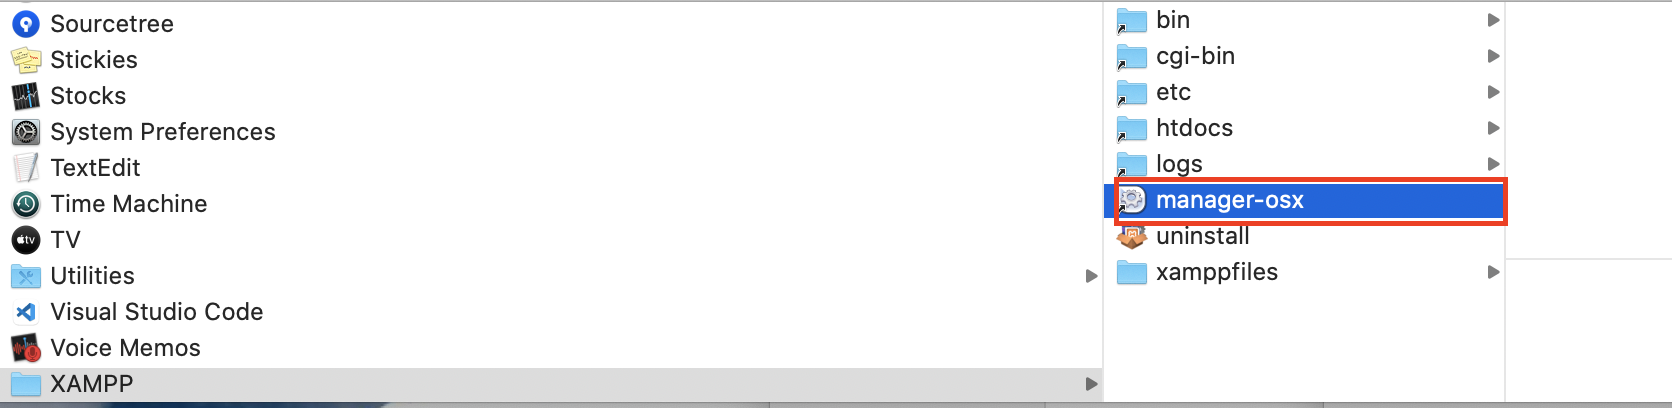 Sourcetree
Stickies
Stocks
System Preferences
TextEdit
Time Machine
TV
Utilities
Visual Studio Code
Voice Memos
XAMPP
bin
cgi-bin
etc
htdocs
logs
manager-osx
uninstall
xamppfiles